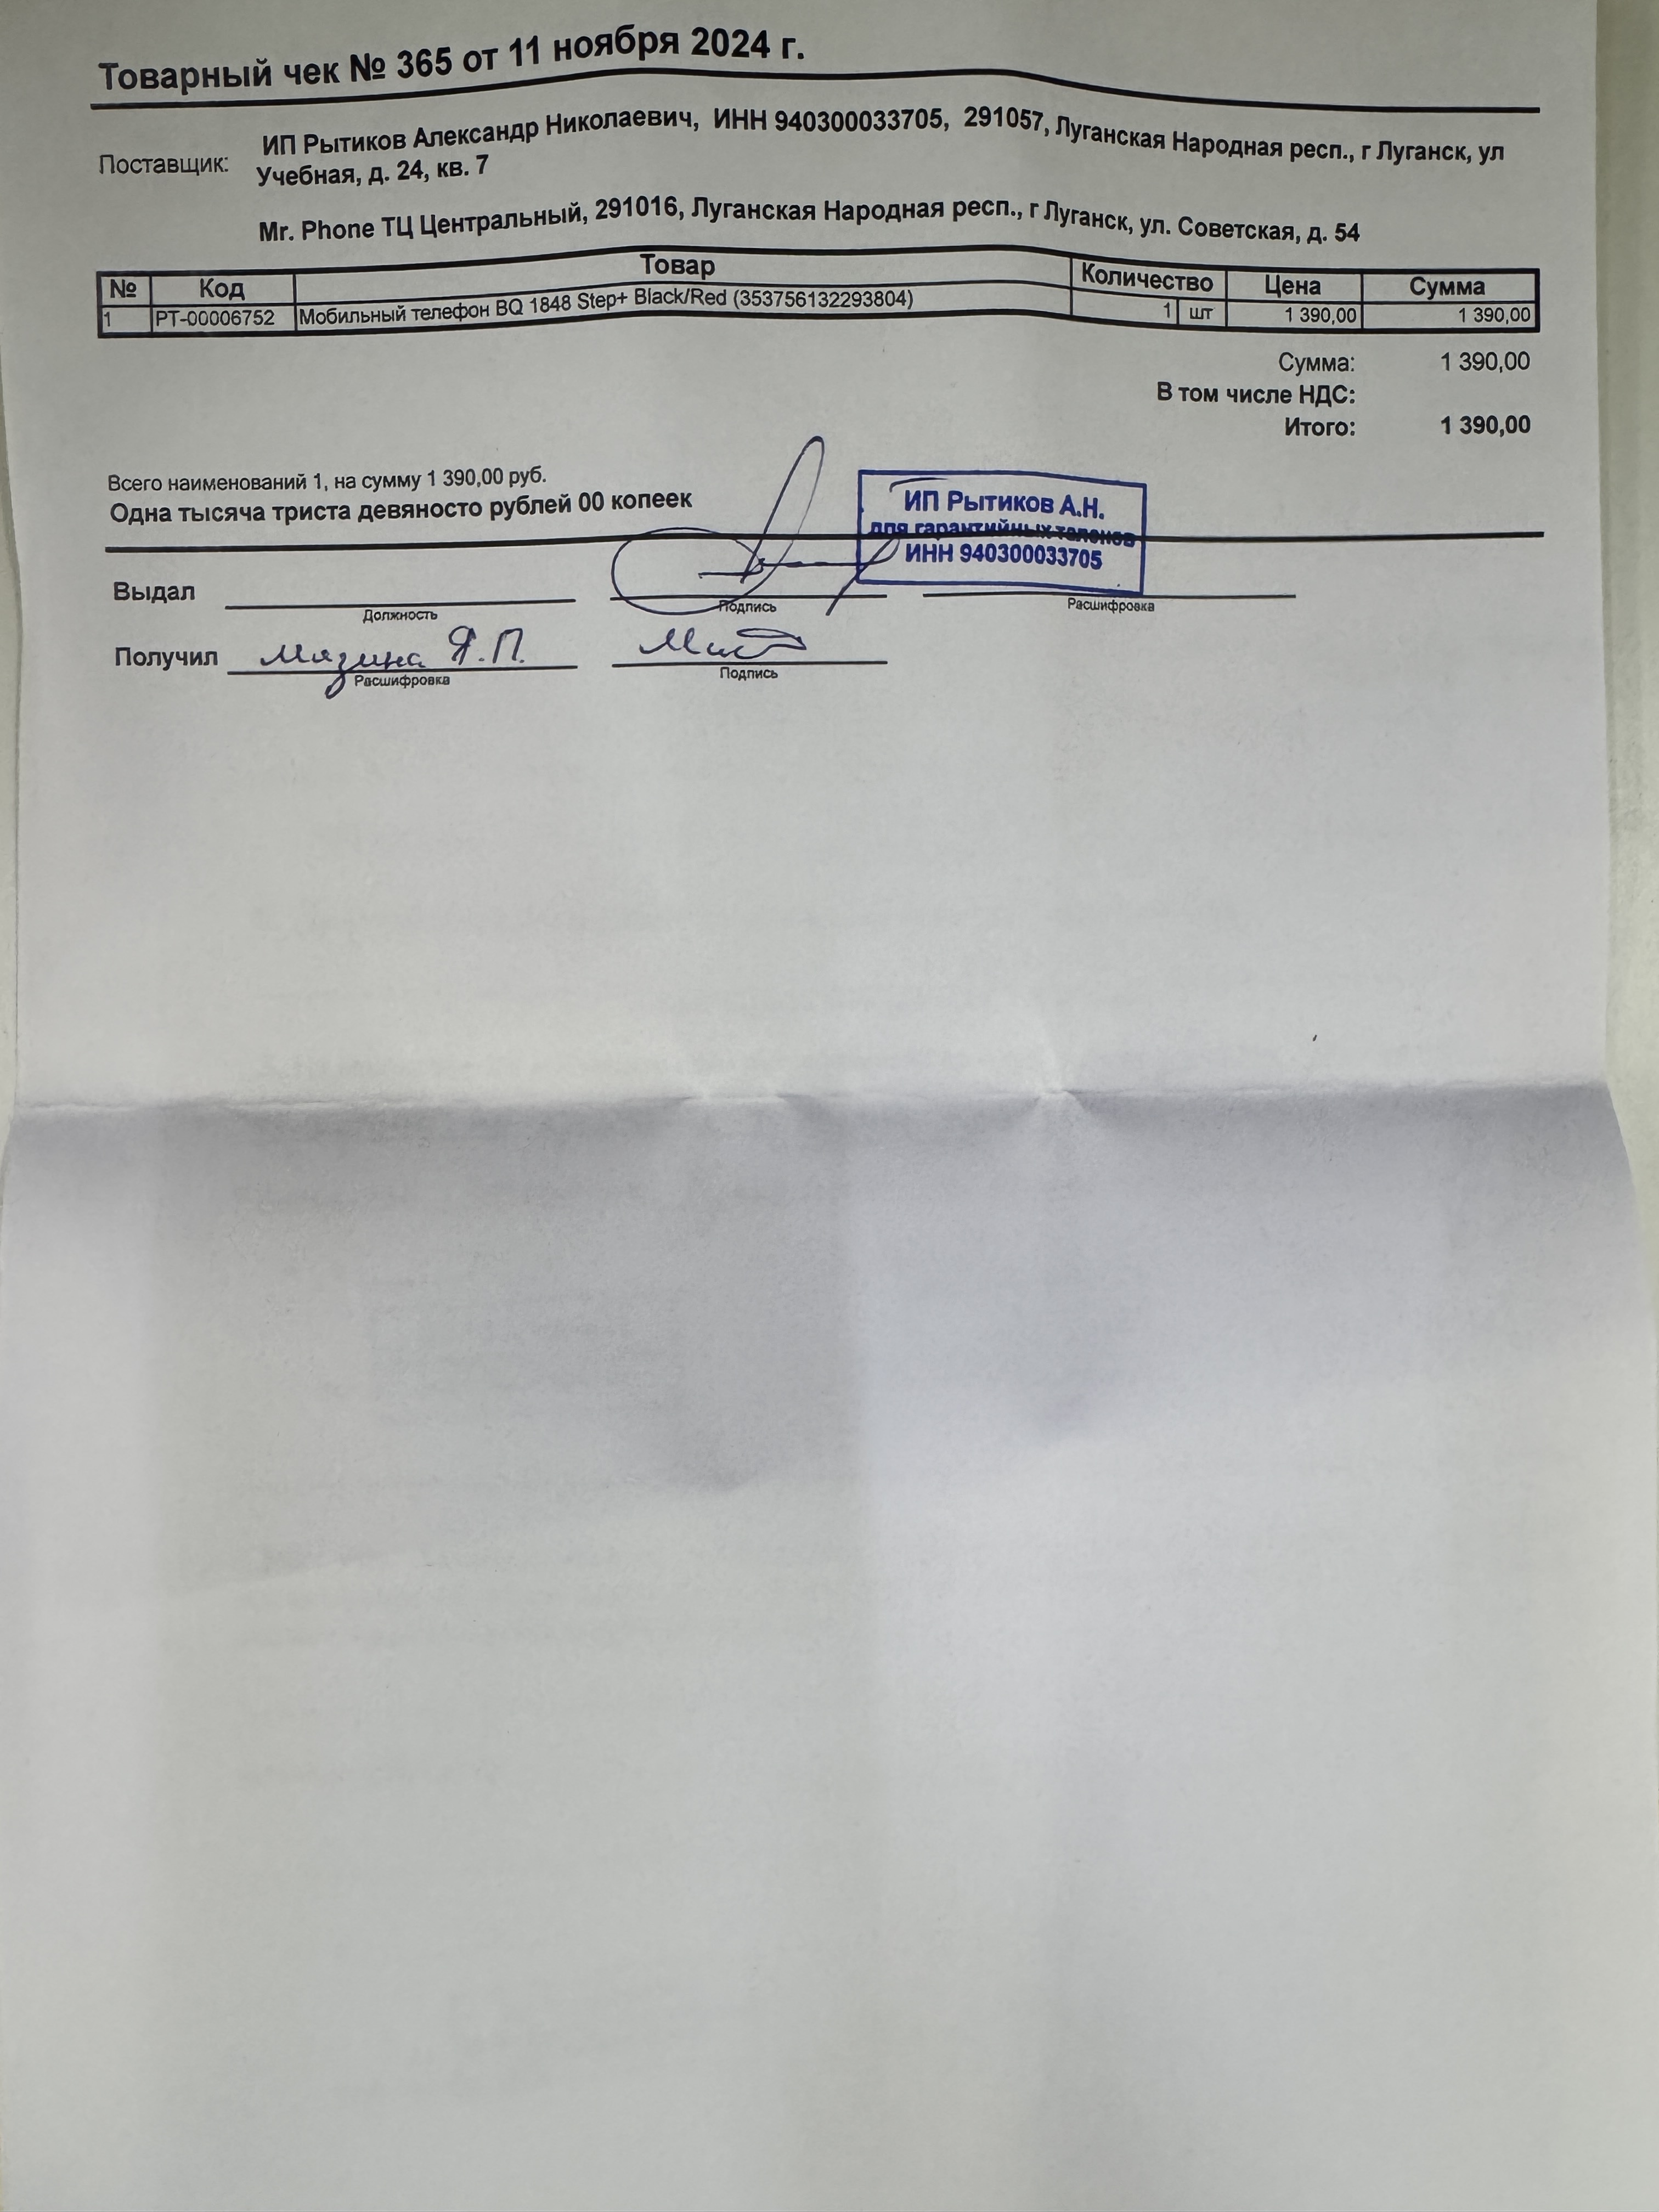 Товарный чек № 365 от 11 ноября 2024 г.
Поставщик: ИП Рытиков Александр Николаевич, ИНН 940300033705, 291057, Луганская Народная респ., г Луганск, ул
Учебная, д. 24, кв. 7
Mr. Phone ТЦ Центральный, 291016, Луганская Народная респ., г Луганск, ул. Советская, д. 54
№ Код Товар Количество Цена Сумма
1 РТ-00006752 Мобильный телефон BQ 1848 Step+ Black/Red (353756132293804) 1 шт 1 390,00 1 390,00
Сумма: 1 390,00
В том числе НДС:
Итого: 1 390,00
Всего наименований 1, на сумму 1 390,00 руб.
Одна тысяча триста девяносто рублей 00 копеек
ИП Рытиков А.Н.
для гарантийных талонов
ИНН 940300033705
Выдал
Должность Подпись Расшифровка
Получил Мязина Я.П.
Расшифровка Подпись